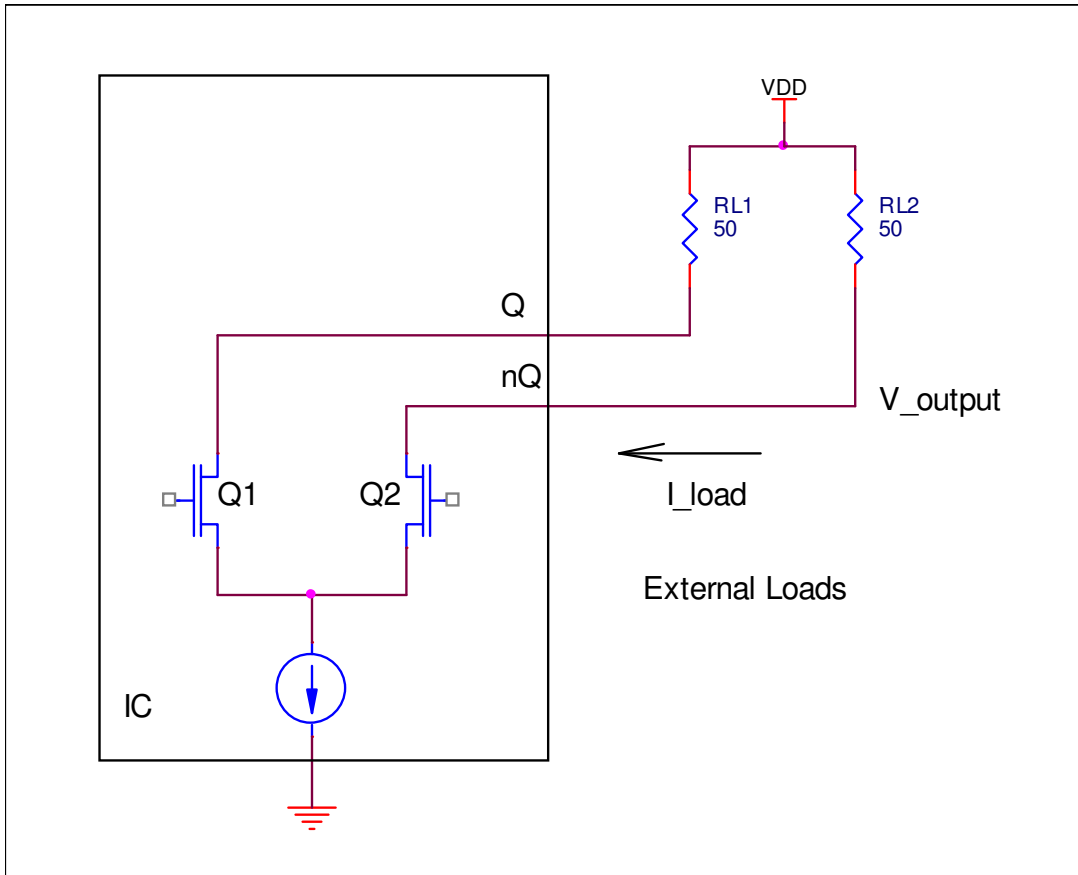 VDD
RL1
50
RL2
50
Q
nQ
V_output
Q1
Q2
I_load
External Loads
IC